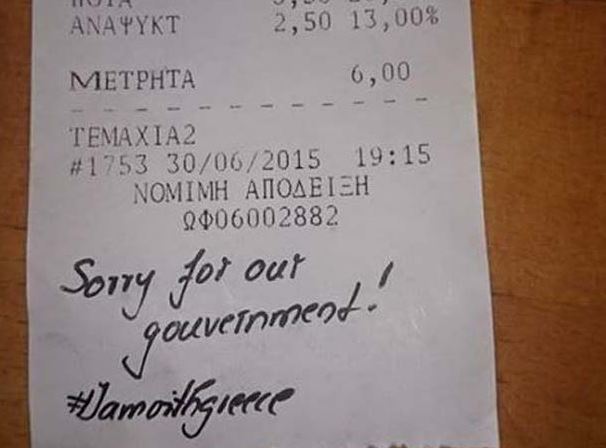 ΑΝΑΨΥΚΤ 2,50 13,00%
ΜΕΤΡΗΤΑ 6,00
ΤΕΜΑΧΙΑ2
#1753 30/06/2015 19:15
ΝΟΜΙΜΗ ΑΠΟΔΕΙΞΗ
ΩΦ06002882
Sorry for our
gouvernment!